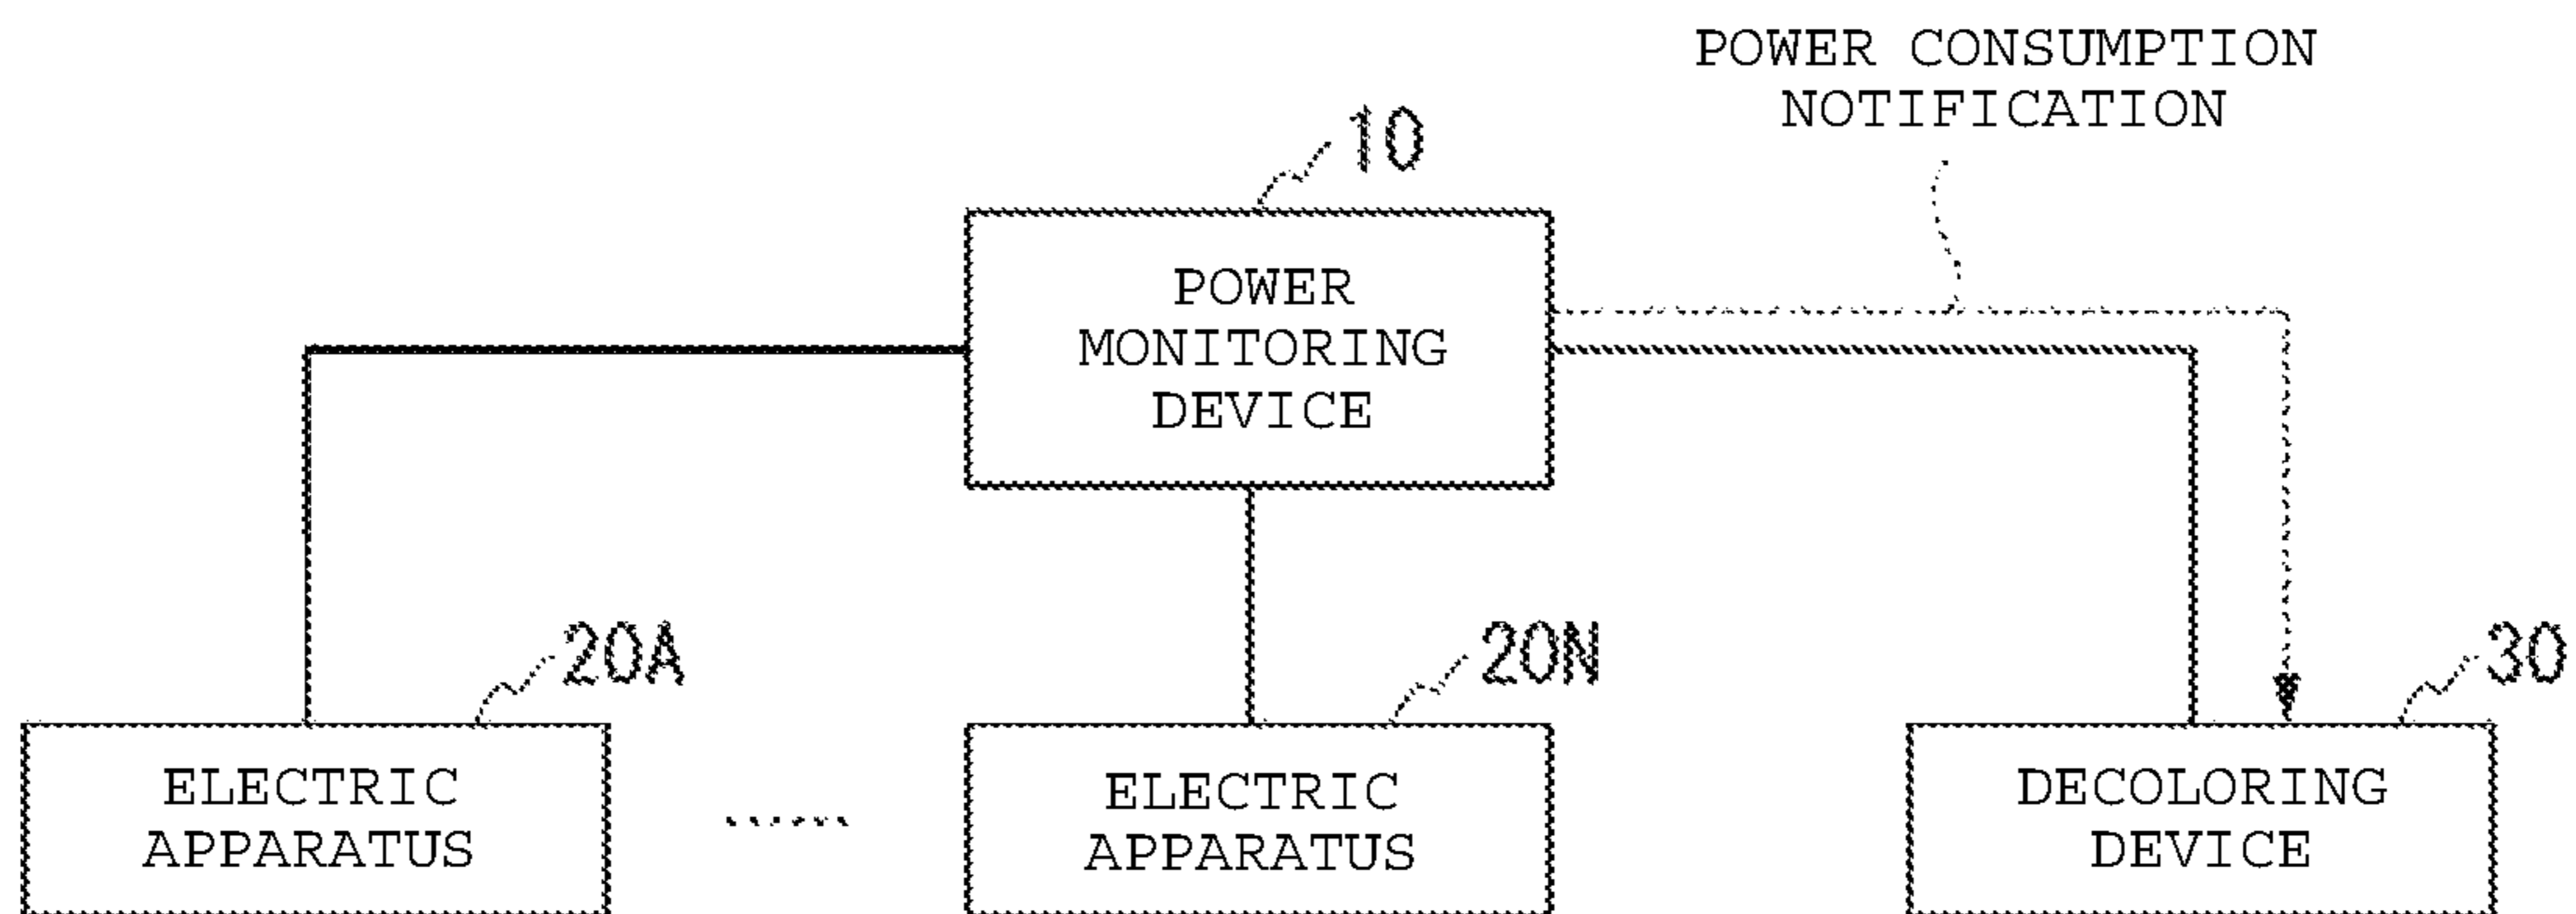 POWER CONSUMPTION
NOTIFICATION
10
POWER
MONITORING
DEVICE
20A
20N
30
ELECTRIC
APPARATUS
.....
ELECTRIC
APPARATUS
DECOLORING
DEVICE